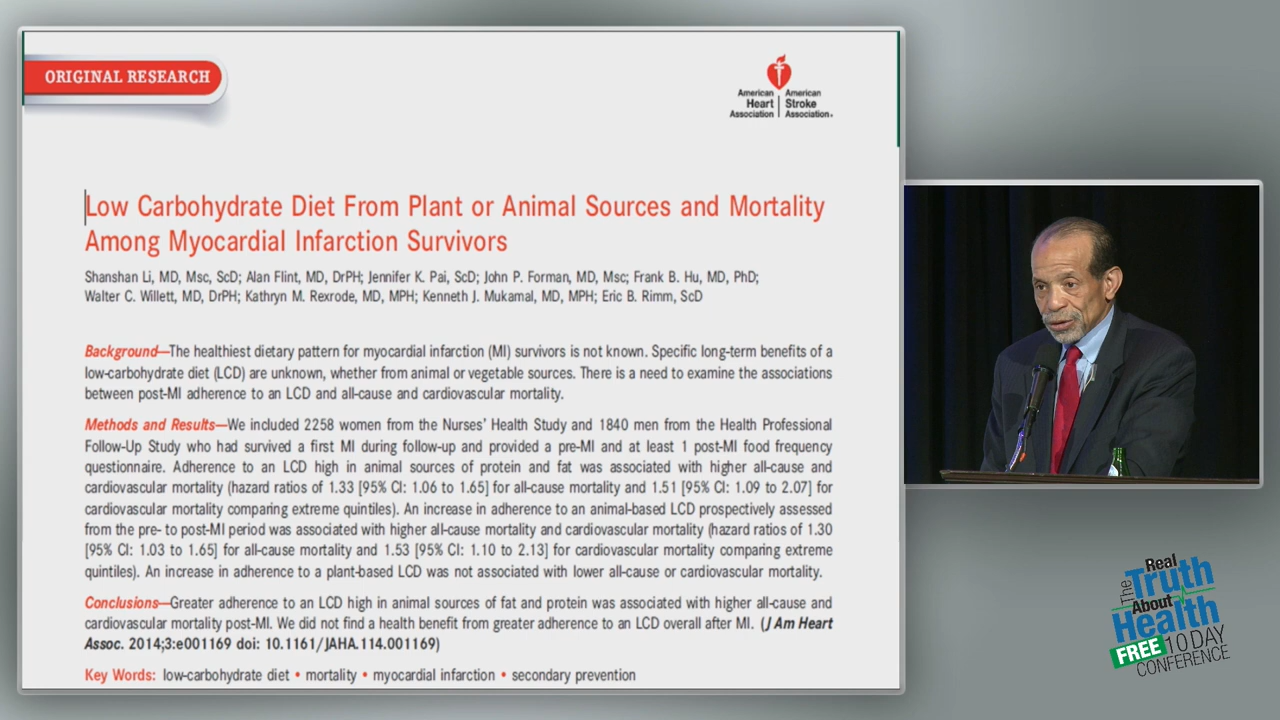 ORIGINAL RESEARCH
American Heart Association
American Stroke Association®
Low Carbohydrate Diet From Plant or Animal Sources and Mortality
Among Myocardial Infarction Survivors
Shanshan Li, MD, Msc, ScD; Alan Flint, MD, DrPH; Jennifer K. Pai, ScD; John P. Forman, MD, Msc; Frank B. Hu, MD, PhD;
Walter C. Willett, MD, DrPH; Kathryn M. Rexrode, MD, MPH; Kenneth J. Mukamal, MD, MPH; Eric B. Rimm, ScD
Background—The healthiest dietary pattern for myocardial infarction (MI) survivors is not known. Specific long-term benefits of a
low-carbohydrate diet (LCD) are unknown, whether from animal or vegetable sources. There is a need to examine the associations
between post-MI adherence to an LCD and all-cause and cardiovascular mortality.
Methods and Results—We included 2258 women from the Nurses' Health Study and 1840 men from the Health Professional
Follow-Up Study who had survived a first MI during follow-up and provided a pre-MI and at least 1 post-MI food frequency
questionnaire. Adherence to an LCD high in animal sources of protein and fat was associated with higher all-cause and
cardiovascular mortality (hazard ratios of 1.33 [95% CI: 1.06 to 1.65] for all-cause mortality and 1.51 [95% CI: 1.09 to 2.07] for
cardiovascular mortality comparing extreme quintiles). An increase in adherence to an animal-based LCD prospectively assessed
from the pre- to post-MI period was associated with higher all-cause mortality and cardiovascular mortality (hazard ratios of 1.30
[95% CI: 1.03 to 1.65] for all-cause mortality and 1.53 [95% CI: 1.10 to 2.13] for cardiovascular mortality comparing extreme
quintiles). An increase in adherence to a plant-based LCD was not associated with lower all-cause or cardiovascular mortality.
Conclusions—Greater adherence to an LCD high in animal sources of fat and protein was associated with higher all-cause and
cardiovascular mortality post-MI. We did not find a health benefit from greater adherence to an LCD overall after MI. (J Am Heart
Assoc. 2014;3:e001169 doi: 10.1161/JAHA.114.001169)
Key Words: low-carbohydrate diet • mortality • myocardial infarction • secondary prevention
The Real
Truth
About
Health
FREE 10 DAY
CONFERENCE